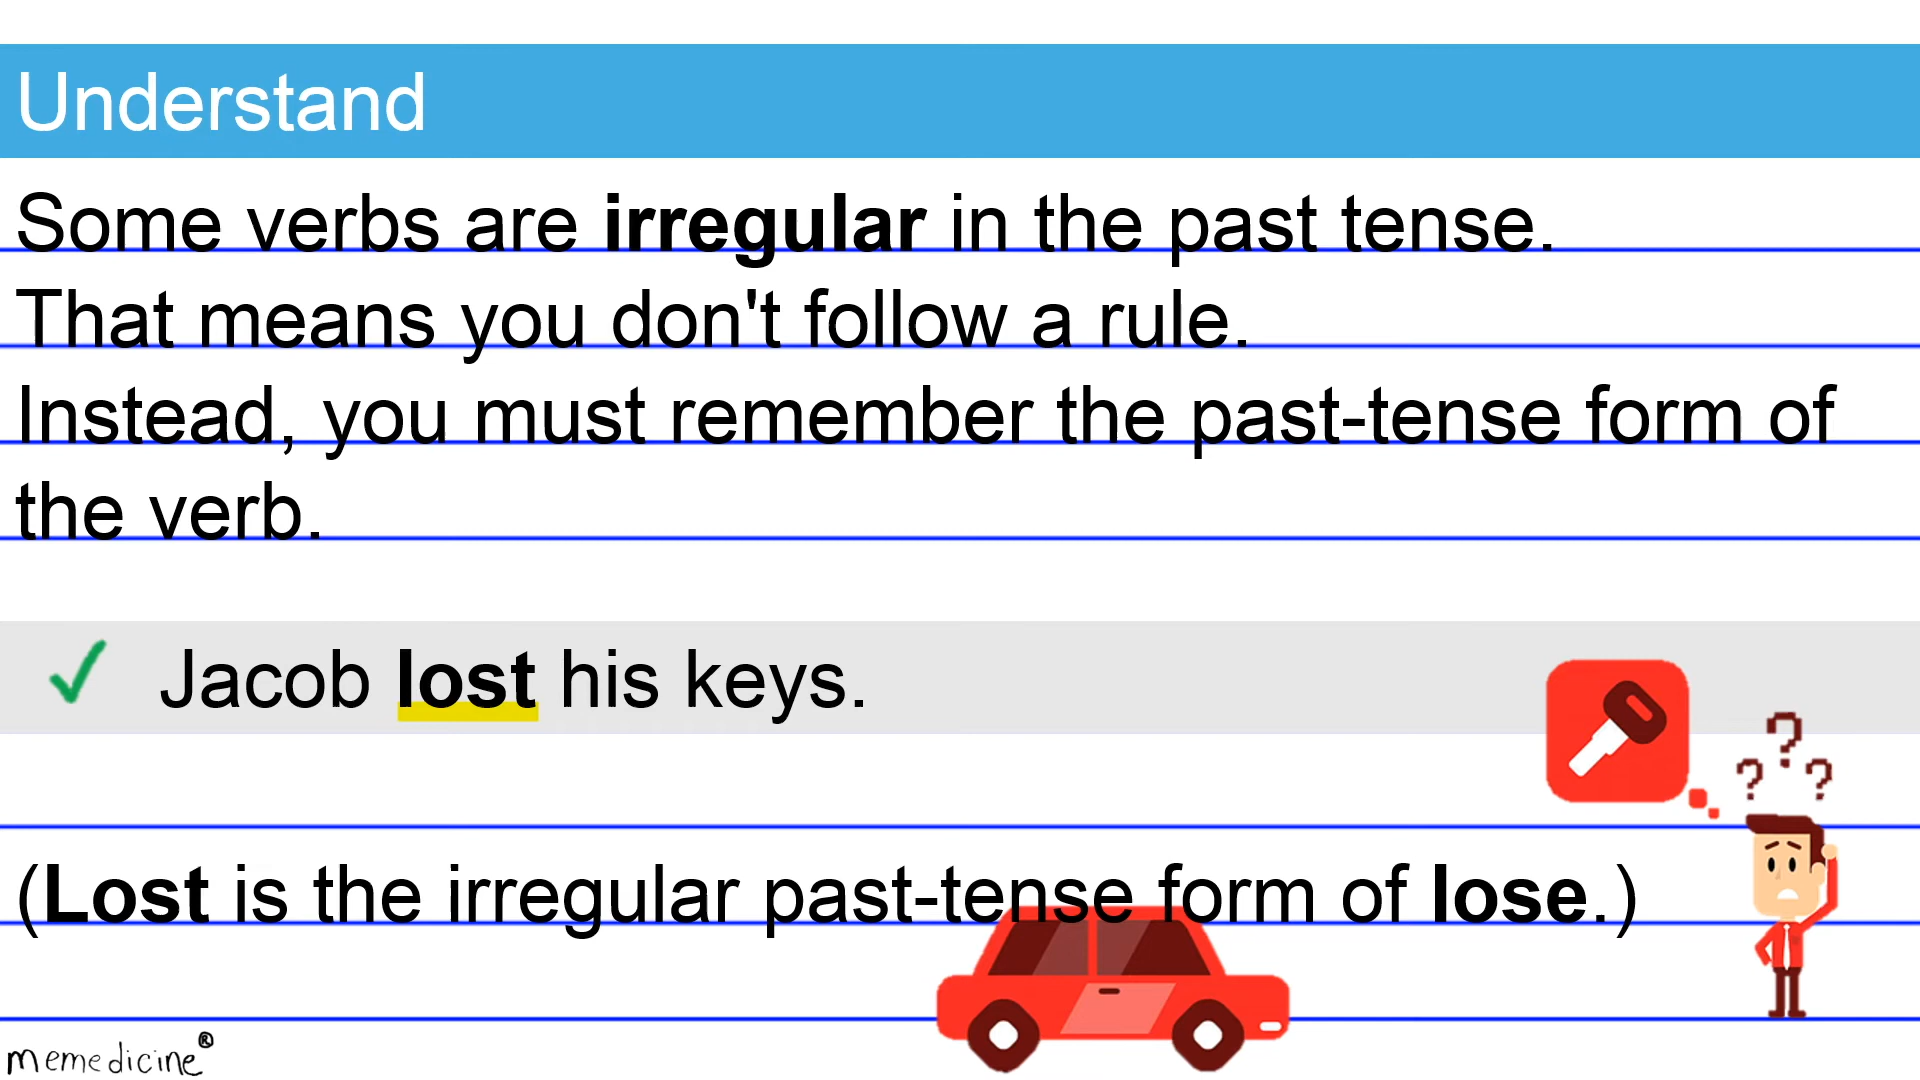 Understand
Some verbs are irregular in the past tense.
That means you don't follow a rule.
Instead, you must remember the past-tense form of
the verb.
Jacob lost his keys.
? ? ?
(Lost is the irregular past-tense form of lose.)
memedicine®